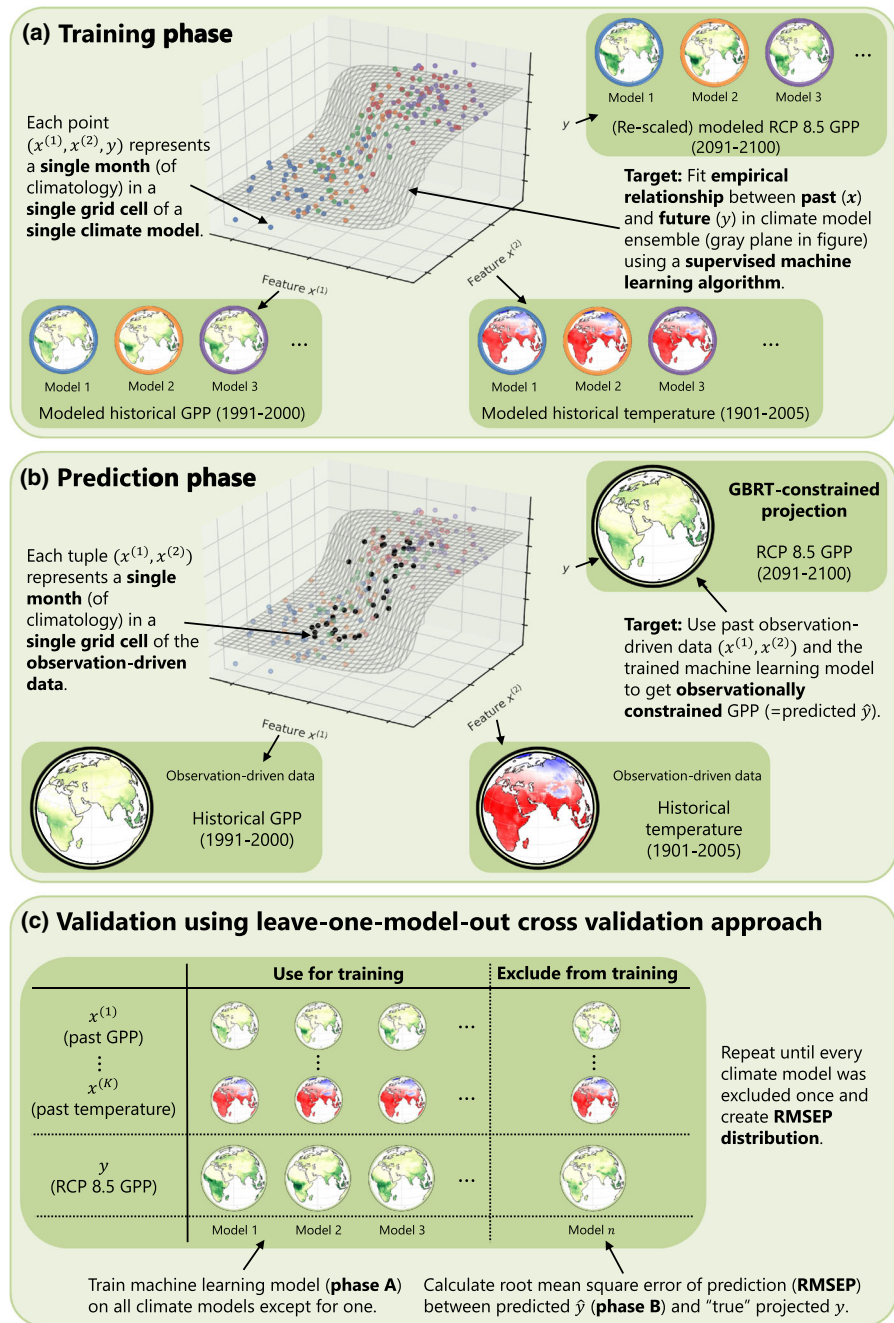 (a) Training phase
Each point
(x⁽¹⁾, x⁽²⁾, y) represents
a single month (of
climatology) in a
single grid cell of a
single climate model.
Feature x⁽¹⁾
Feature x⁽²⁾
y
Model 1
Model 2
Model 3
...
(Re-scaled) modeled RCP 8.5 GPP
(2091-2100)
Target: Fit empirical
relationship between past (x)
and future (y) in climate model
ensemble (gray plane in figure)
using a supervised machine
learning algorithm.
Model 1
Model 2
Model 3
...
Modeled historical GPP (1991-2000)
Model 1
Model 2
Model 3
...
Modeled historical temperature (1901-2005)
(b) Prediction phase
Each tuple (x⁽¹⁾, x⁽²⁾)
represents a single
month (of
climatology) in a
single grid cell of the
observation-driven
data.
Feature x⁽¹⁾
Feature x⁽²⁾
y
GBRT-constrained
projection
RCP 8.5 GPP
(2091-2100)
Target: Use past observation-
driven data (x⁽¹⁾, x⁽²⁾) and the
trained machine learning model
to get observationally
constrained GPP (=predicted ŷ).
Observation-driven data
Historical GPP
(1991-2000)
Observation-driven data
Historical
temperature
(1901-2005)
(c) Validation using leave-one-model-out cross validation approach
Use for training
Exclude from training
x⁽¹⁾
(past GPP)
...
⋮
⋮
⋮
x⁽ᴷ⁾
(past temperature)
...
y
(RCP 8.5 GPP)
...
Model 1
Model 2
Model 3
Model n
Repeat until every
climate model was
excluded once and
create RMSEP
distribution.
Train machine learning model (phase A)
on all climate models except for one.
Calculate root mean square error of prediction (RMSEP)
between predicted ŷ (phase B) and “true” projected y.